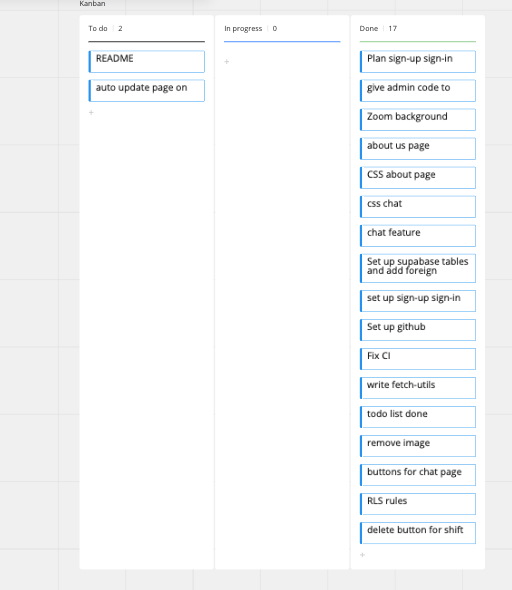 Kanban
To do | 2
README
auto update page on
+
In progress | 0
+
Done | 17
Plan sign-up sign-in
give admin code to
Zoom background
about us page
CSS about page
css chat
chat feature
Set up supabase tables
and add foreign
set up sign-up sign-in
Set up github
Fix CI
write fetch-utils
todo list done
remove image
buttons for chat page
RLS rules
delete button for shift
+